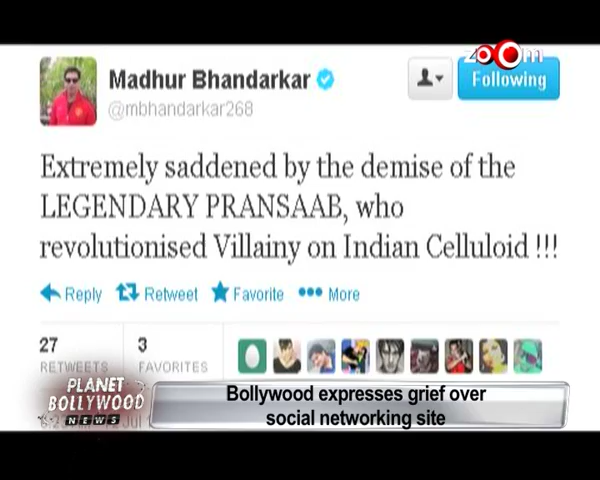 zoom
Madhur Bhandarkar
Following
@mbhandarkar268
Extremely saddened by the demise of the
LEGENDARY PRANSAAB, who
revolutionised Villainy on Indian Celluloid !!!
Reply Retweet Favorite More
27 3
RETWEETS FAVORITES
PLANET
BOLLYWOOD
NEWS
Bollywood expresses grief over
social networking site